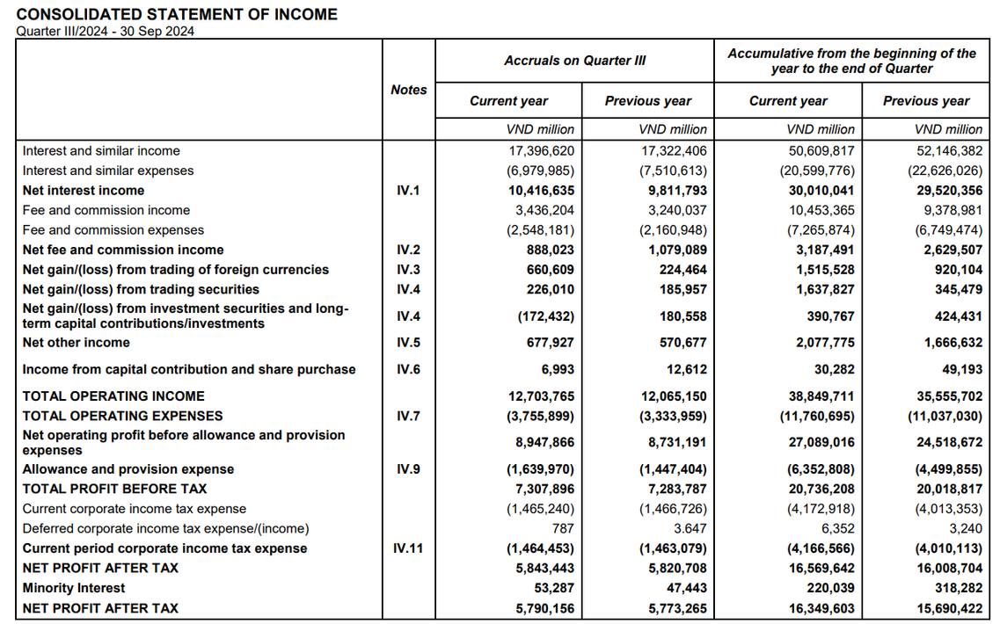 CONSOLIDATED STATEMENT OF INCOME
Quarter III/2024 - 30 Sep 2024
Notes Accruals on Quarter III Accumulative from the beginning of the year to the end of Quarter
Current year Previous year Current year Previous year
VND million VND million VND million VND million
Interest and similar income 17,396,620 17,322,406 50,609,817 52,146,382
Interest and similar expenses (6,979,985) (7,510,613) (20,599,776) (22,626,026)
Net interest income IV.1 10,416,635 9,811,793 30,010,041 29,520,356
Fee and commission income 3,436,204 3,240,037 10,453,365 9,378,981
Fee and commission expenses (2,548,181) (2,160,948) (7,265,874) (6,749,474)
Net fee and commission income IV.2 888,023 1,079,089 3,187,491 2,629,507
Net gain/(loss) from trading of foreign currencies IV.3 660,609 224,464 1,515,528 920,104
Net gain/(loss) from trading securities IV.4 226,010 185,957 1,637,827 345,479
Net gain/(loss) from investment securities and long-
term capital contributions/investments IV.4 (172,432) 180,558 390,767 424,431
Net other income IV.5 677,927 570,677 2,077,775 1,666,632
Income from capital contribution and share purchase IV.6 6,993 12,612 30,282 49,193
TOTAL OPERATING INCOME 12,703,765 12,065,150 38,849,711 35,555,702
TOTAL OPERATING EXPENSES IV.7 (3,755,899) (3,333,959) (11,760,695) (11,037,030)
Net operating profit before allowance and provision
expenses 8,947,866 8,731,191 27,089,016 24,518,672
Allowance and provision expense IV.9 (1,639,970) (1,447,404) (6,352,808) (4,499,855)
TOTAL PROFIT BEFORE TAX 7,307,896 7,283,787 20,736,208 20,018,817
Current corporate income tax expense (1,465,240) (1,466,726) (4,172,918) (4,013,353)
Deferred corporate income tax expense/(income) 787 3.647 6,352 3,240
Current period corporate income tax expense IV.11 (1,464,453) (1,463,079) (4,166,566) (4,010,113)
NET PROFIT AFTER TAX 5,843,443 5,820,708 16,569,642 16,008,704
Minority Interest 53,287 47,443 220,039 318,282
NET PROFIT AFTER TAX 5,790,156 5,773,265 16,349,603 15,690,422